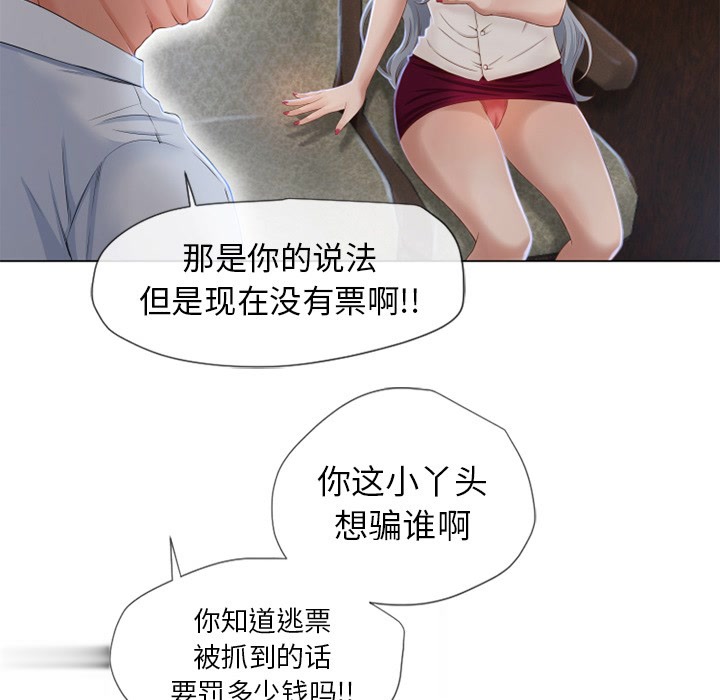 那是你的说法
但是现在没有票啊!!
你这小丫头
想骗谁啊
你知道逃票
被抓到的话
要罚多少钱吗!!